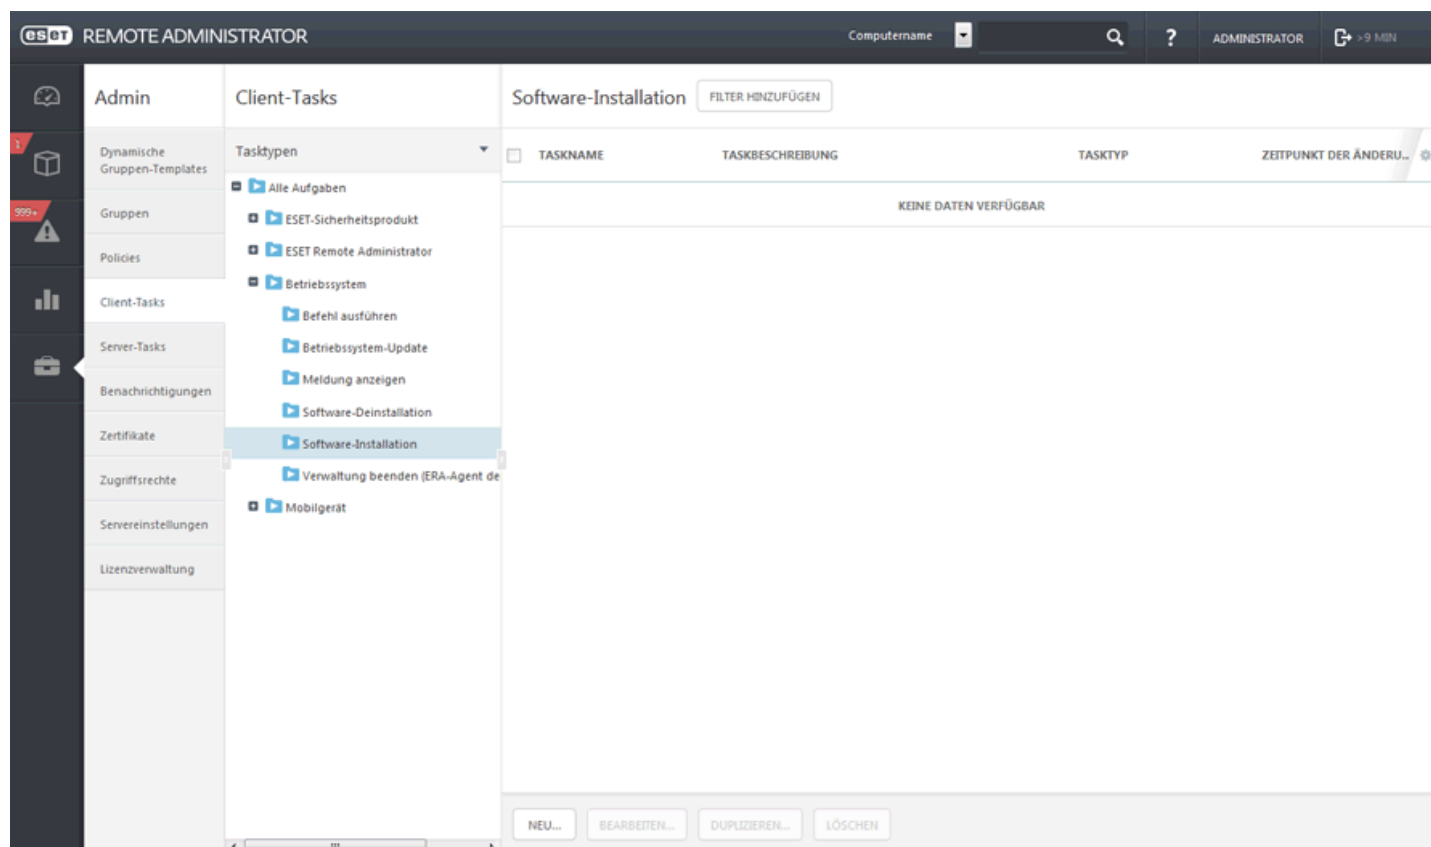 eset REMOTE ADMINISTRATOR
Computername
? ADMINISTRATOR >9 MIN
Admin
Client-Tasks
Software-Installation FILTER HINZUFÜGEN
1
999+
Dynamische
Gruppen-Templates
Gruppen
Policies
Client-Tasks
Server-Tasks
Benachrichtigungen
Zertifikate
Zugriffsrechte
Servereinstellungen
Lizenzverwaltung
Tasktypen
Alle Aufgaben
ESET-Sicherheitsprodukt
ESET Remote Administrator
Betriebssystem
Befehl ausführen
Betriebssystem-Update
Meldung anzeigen
Software-Deinstallation
Software-Installation
Verwaltung beenden (ERA-Agent de
Mobilgerät
TASKNAME TASKBESCHREIBUNG TASKTYP ZEITPUNKT DER ÄNDERU...
KEINE DATEN VERFÜGBAR
NEU... BEARBEITEN... DUPLIZIEREN... LÖSCHEN